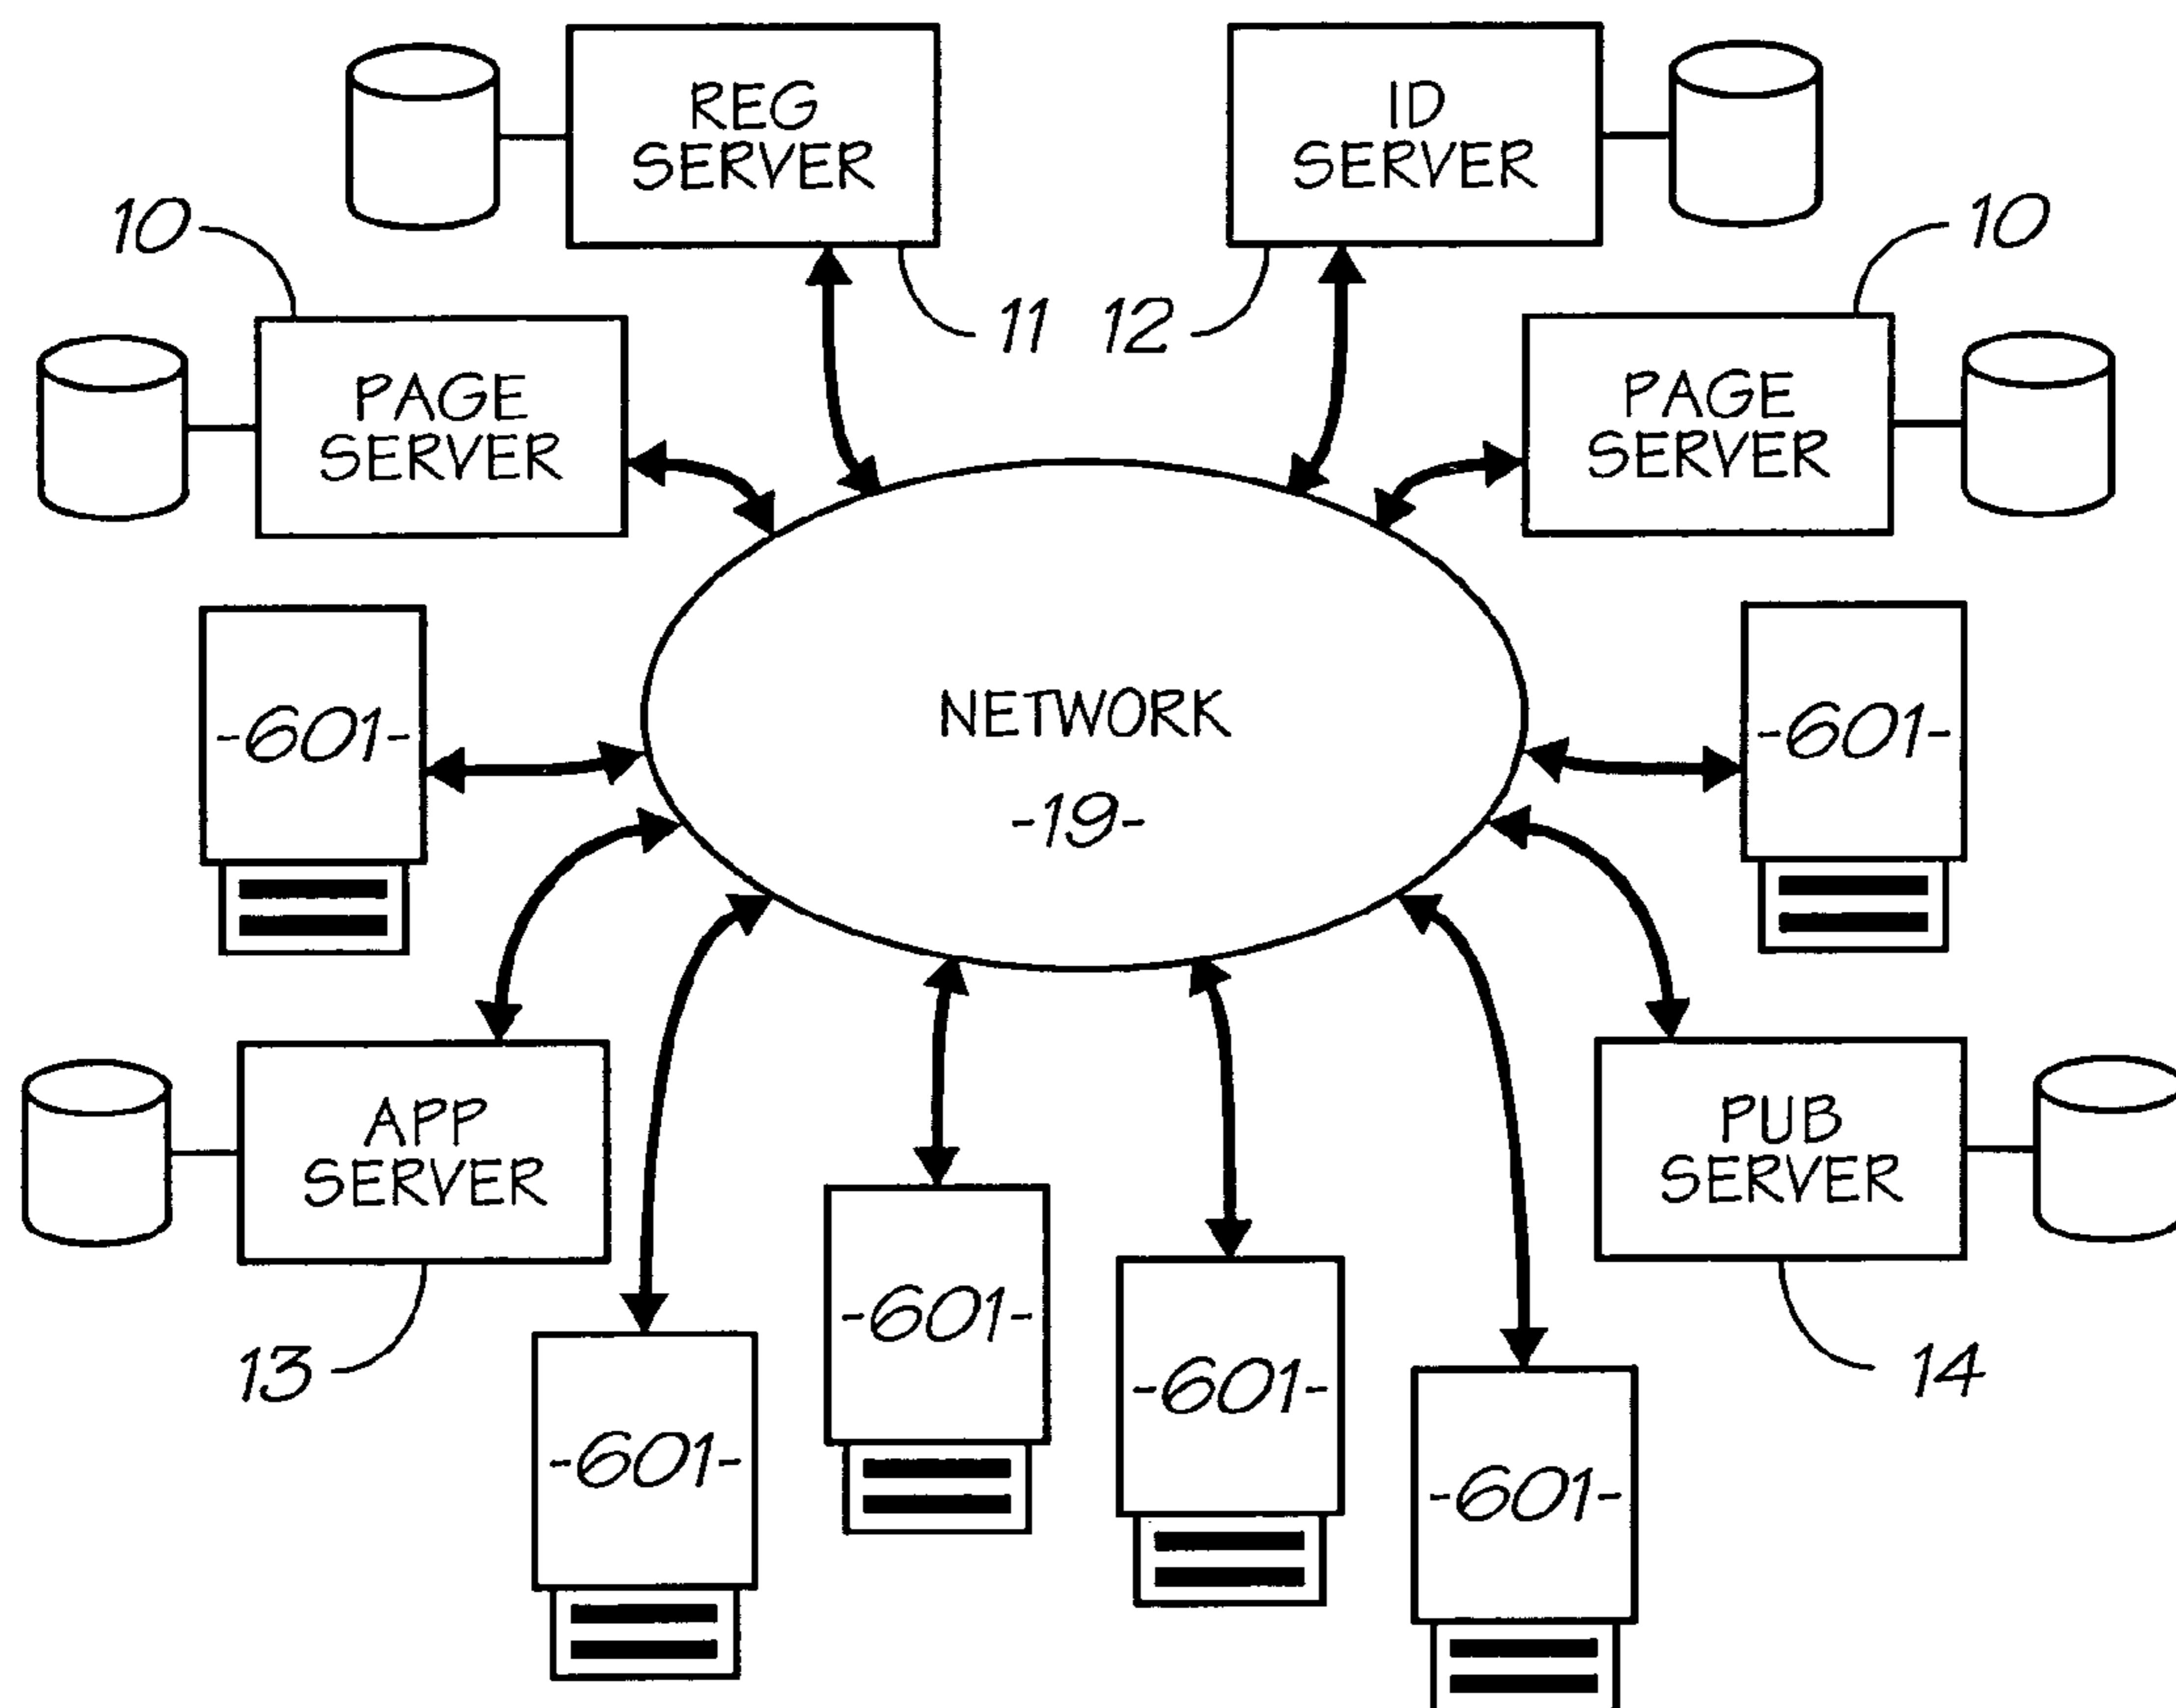 REG
SERVER
ID
SERVER
10
10
11
12
PAGE
SERVER
PAGE
SERVER
-601-
NETWORK
-19-
-601-
APP
SERVER
PUB
SERVER
13
14
-601-
-601-
-601-
-601-